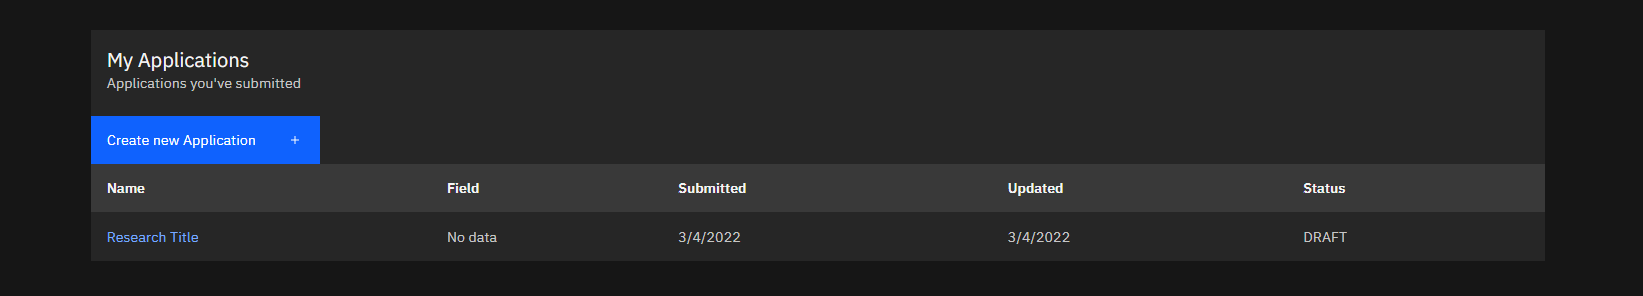 My Applications
Applications you've submitted
Create new Application +
Name Field Submitted Updated Status
Research Title No data 3/4/2022 3/4/2022 DRAFT